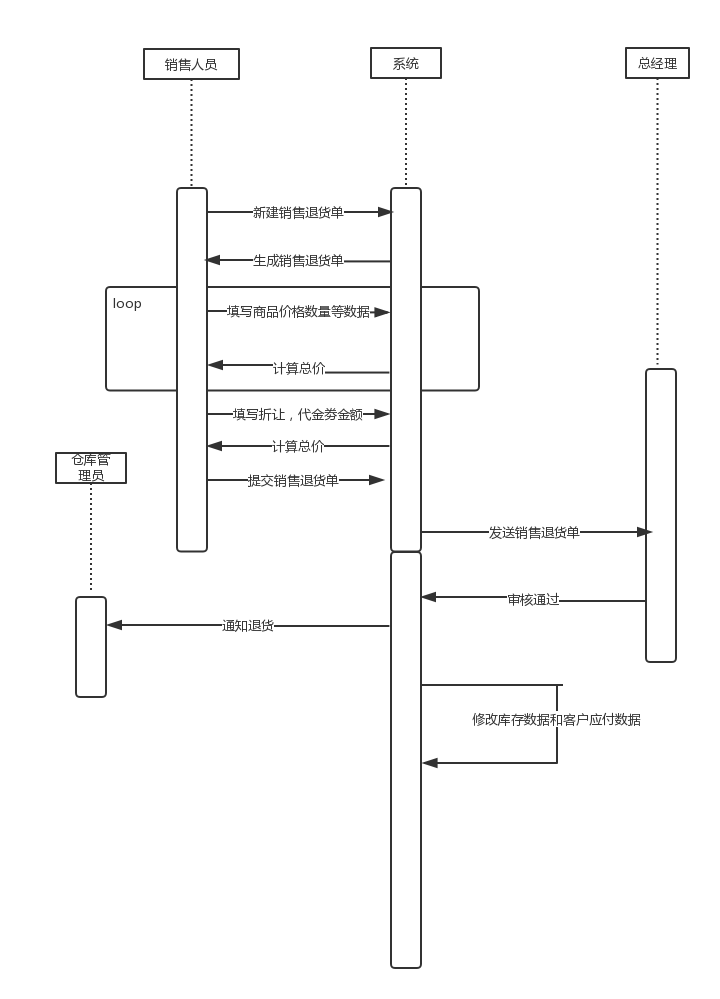 销售人员
系统
总经理
新建销售退货单
生成销售退货单
loop
填写商品价格数量等数据
计算总价
填写折让，代金劵金额
计算总价
仓库管
理员
提交销售退货单
发送销售退货单
审核通过
通知退货
修改库存数据和客户应付数据